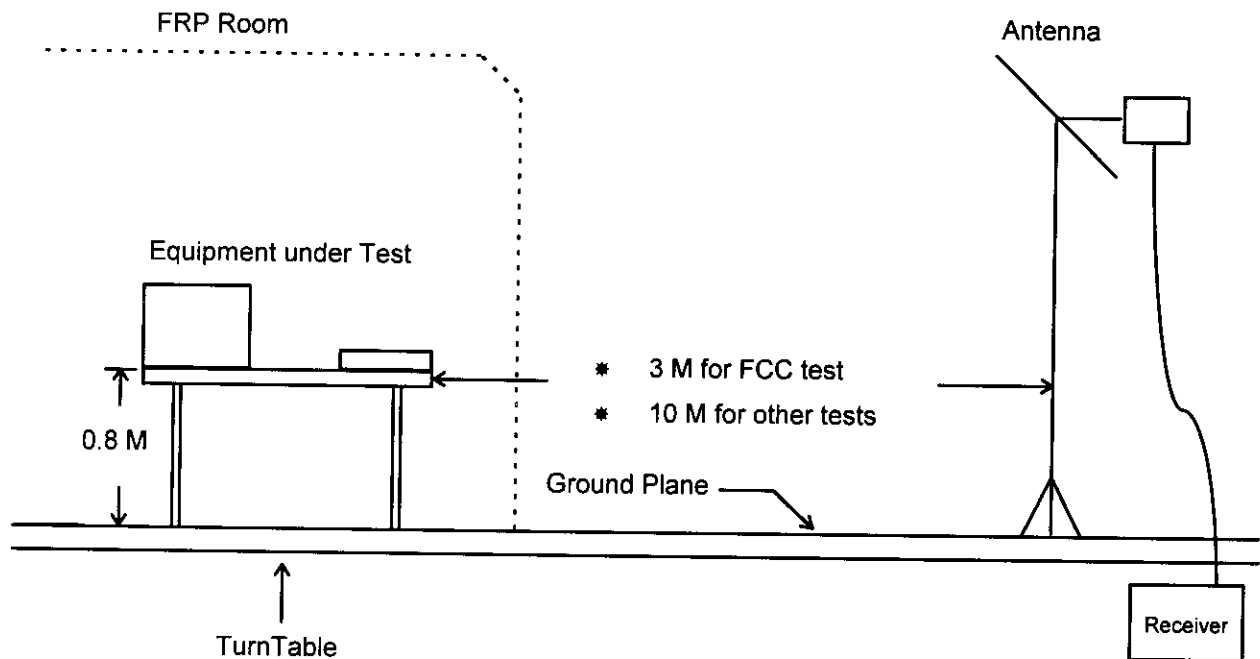 FRP Room
Antenna
Equipment under Test
✷ 3 M for FCC test
✷ 10 M for other tests
0.8 M
Ground Plane
TurnTable
Receiver